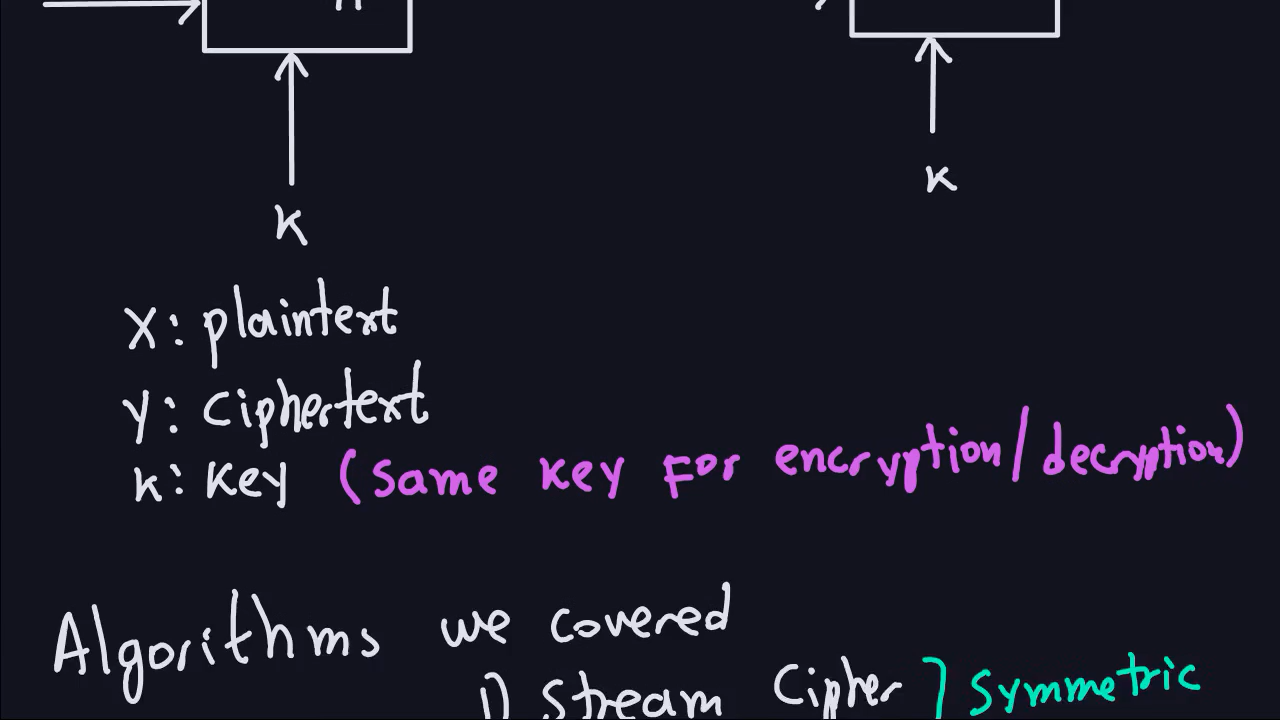 k
k
x: plaintext
y: ciphertext
k: key (same key for encryption/decryption)
Algorithms we covered
1) Stream Cipher } Symmetric